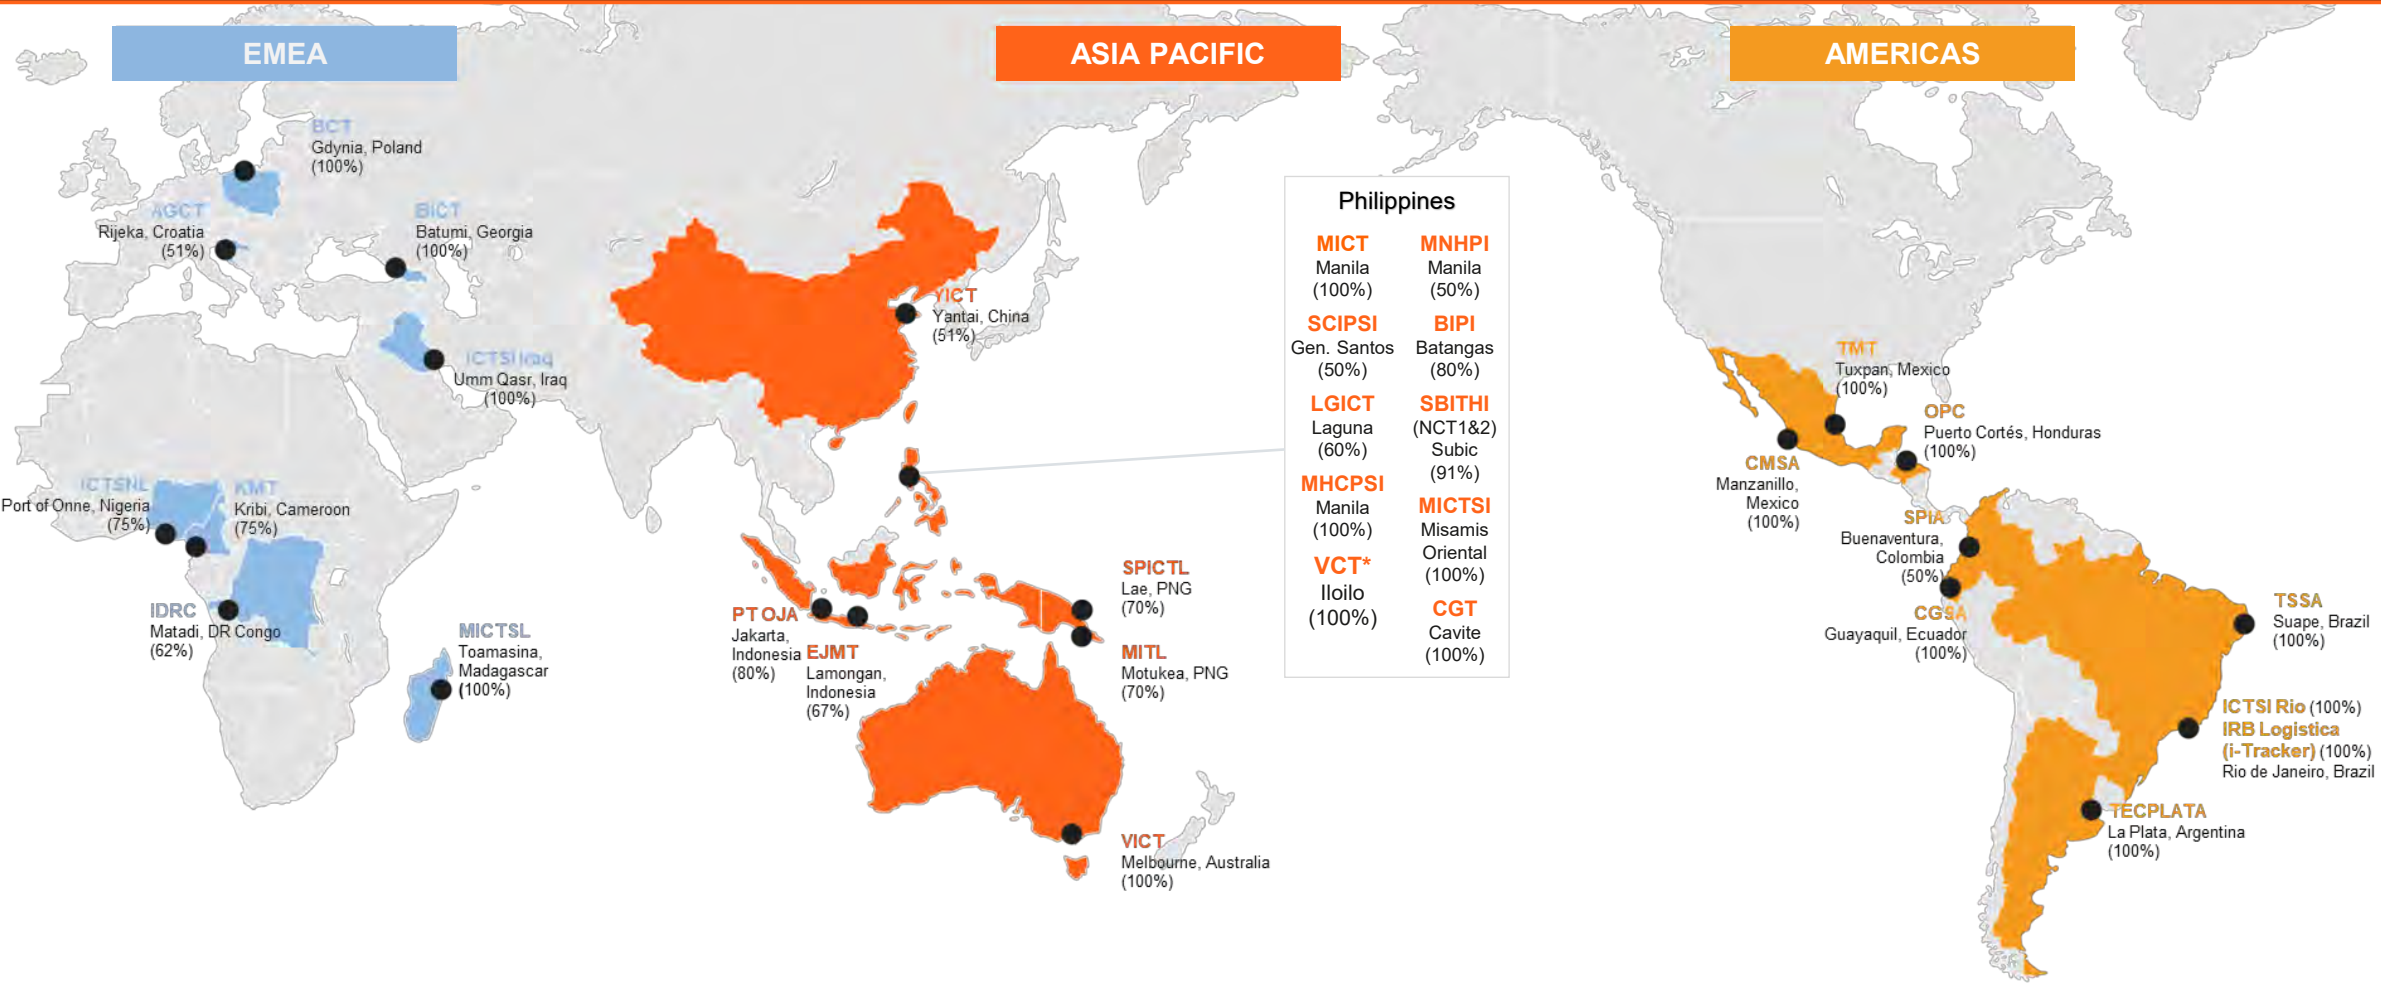 EMEA
ASIA PACIFIC
AMERICAS
BCT
Gdynia, Poland
(100%)
AGCT
Rijeka, Croatia
(51%)
BICT
Batumi, Georgia
(100%)
ICTSI Iraq
Umm Qasr, Iraq
(100%)
ICTSNL
Port of Onne, Nigeria
(75%)
KMT
Kribi, Cameroon
(75%)
IDRC
Matadi, DR Congo
(62%)
MICTSL
Toamasina,
Madagascar
(100%)
YICT
Yantai, China
(51%)
PT OJA
Jakarta,
Indonesia
(80%)
EJMT
Lamongan,
Indonesia
(67%)
SPICTL
Lae, PNG
(70%)
MITL
Motukea, PNG
(70%)
VICT
Melbourne, Australia
(100%)
Philippines
MICT
Manila
(100%)
SCIPSI
Gen. Santos
(50%)
LGICT
Laguna
(60%)
MHCPSI
Manila
(100%)
VCT*
Iloilo
(100%)
MNHPI
Manila
(50%)
BIPI
Batangas
(80%)
SBITHI
(NCT1&2)
Subic
(91%)
MICTSI
Misamis
Oriental
(100%)
CGT
Cavite
(100%)
TMT
Tuxpan, Mexico
(100%)
OPC
Puerto Cortés, Honduras
(100%)
CMSA
Manzanillo,
Mexico
(100%)
SPIA
Buenaventura,
Colombia
(50%)
CGSA
Guayaquil, Ecuador
(100%)
TSSA
Suape, Brazil
(100%)
ICTSI Rio (100%)
IRB Logistica
(i-Tracker) (100%)
Rio de Janeiro, Brazil
TECPLATA
La Plata, Argentina
(100%)